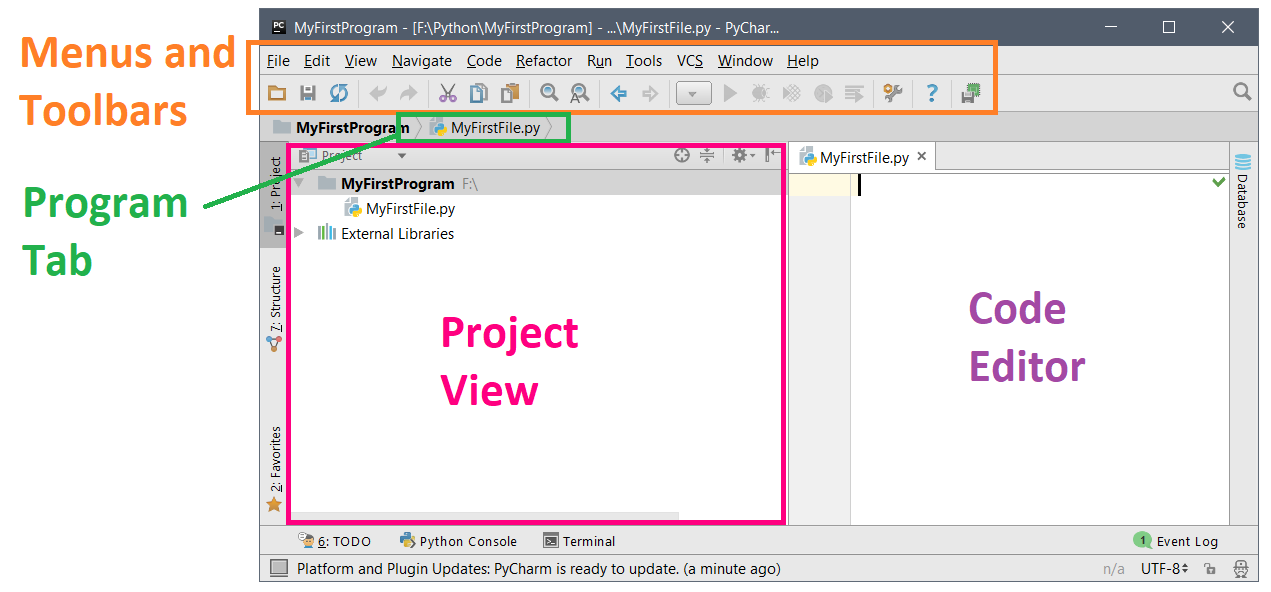 PC MyFirstProgram - [F:\Python\MyFirstProgram] - ...\MyFirstFile.py - PyChar...
Menus and
Toolbars
File Edit View Navigate Code Refactor Run Tools VCS Window Help
?
MyFirstProgram MyFirstFile.py
Program
Tab
1: Project
7: Structure
2: Favorites
Project
MyFirstProgram F:\
MyFirstFile.py
External Libraries
Project
View
MyFirstFile.py ×
Code
Editor
Database
6: TODO Python Console Terminal 1 Event Log
Platform and Plugin Updates: PyCharm is ready to update. (a minute ago) n/a UTF-8